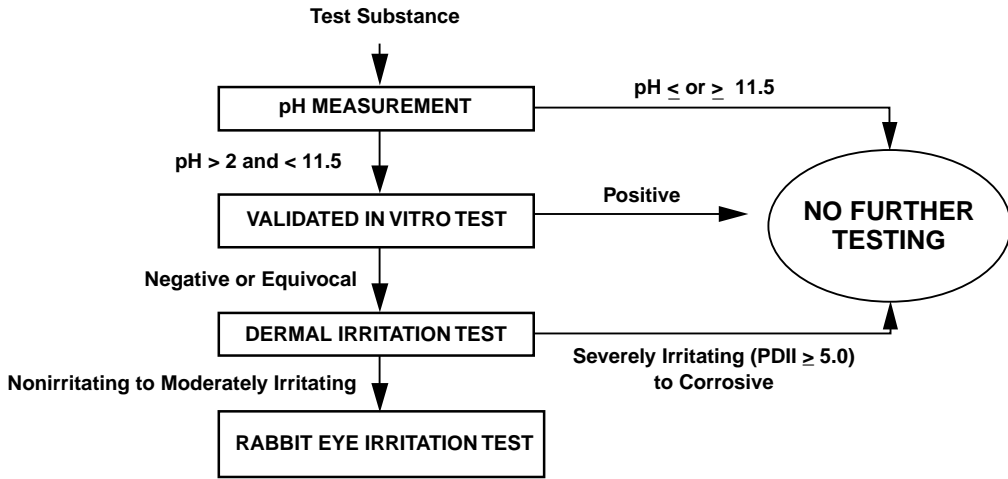 Test Substance
pH MEASUREMENT
pH ≤ or ≥ 11.5
pH > 2 and < 11.5
VALIDATED IN VITRO TEST
Positive
NO FURTHER
TESTING
Negative or Equivocal
DERMAL IRRITATION TEST
Severely Irritating (PDII ≥ 5.0)
to Corrosive
Nonirritating to Moderately Irritating
RABBIT EYE IRRITATION TEST